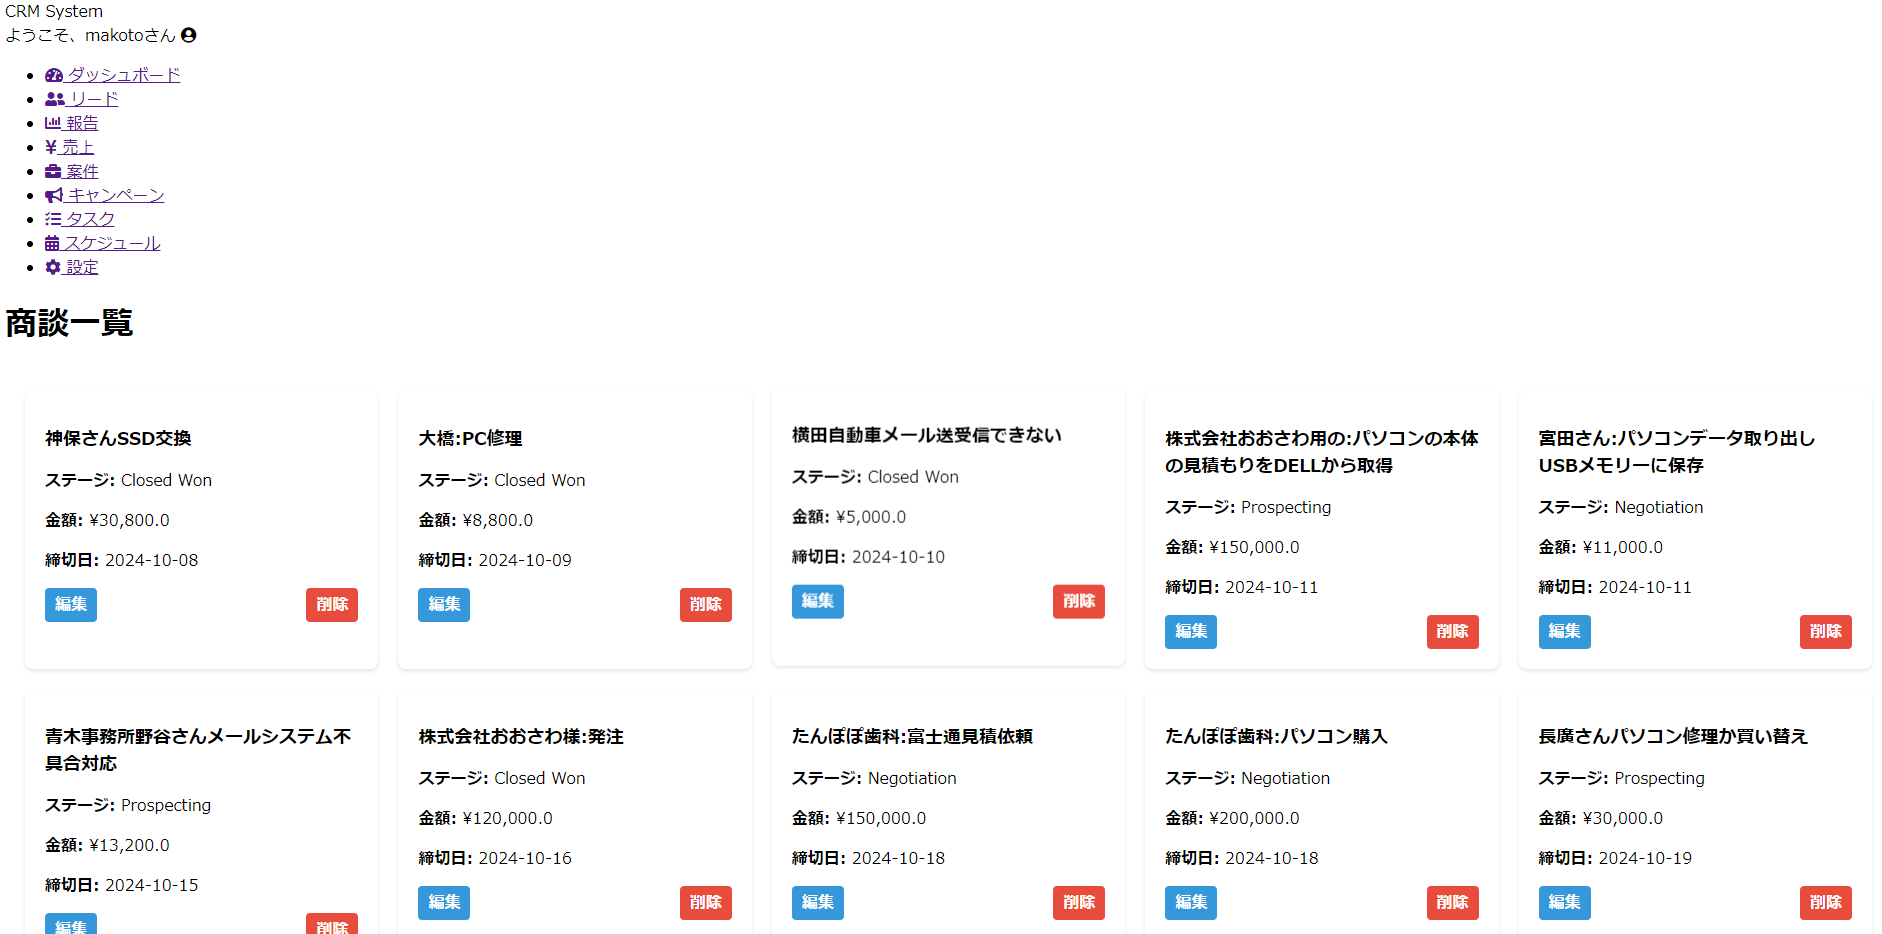 CRM System
ようこそ、makotoさん
ダッシュボード
リード
報告
¥ 売上
案件
キャンペーン
タスク
スケジュール
設定
商談一覧
神保さんSSD交換
ステージ: Closed Won
金額: ¥30,800.0
締切日: 2024-10-08
編集
削除
大橋:PC修理
ステージ: Closed Won
金額: ¥8,800.0
締切日: 2024-10-09
編集
削除
横田自動車メール送受信できない
ステージ: Closed Won
金額: ¥5,000.0
締切日: 2024-10-10
編集
削除
株式会社おおさわ用の:パソコンの本体
の見積もりをDELLから取得
ステージ: Prospecting
金額: ¥150,000.0
締切日: 2024-10-11
編集
削除
宮田さん:パソコンデータ取り出し
USBメモリーに保存
ステージ: Negotiation
金額: ¥11,000.0
締切日: 2024-10-11
編集
削除
青木事務所野谷さんメールシステム不
具合対応
ステージ: Prospecting
金額: ¥13,200.0
締切日: 2024-10-15
編集
削除
株式会社おおさわ様:発注
ステージ: Closed Won
金額: ¥120,000.0
締切日: 2024-10-16
編集
削除
たんぽぽ歯科:富士通見積依頼
ステージ: Negotiation
金額: ¥150,000.0
締切日: 2024-10-18
編集
削除
たんぽぽ歯科:パソコン購入
ステージ: Negotiation
金額: ¥200,000.0
締切日: 2024-10-18
編集
削除
長廣さんパソコン修理か買い替え
ステージ: Prospecting
金額: ¥30,000.0
締切日: 2024-10-19
編集
削除